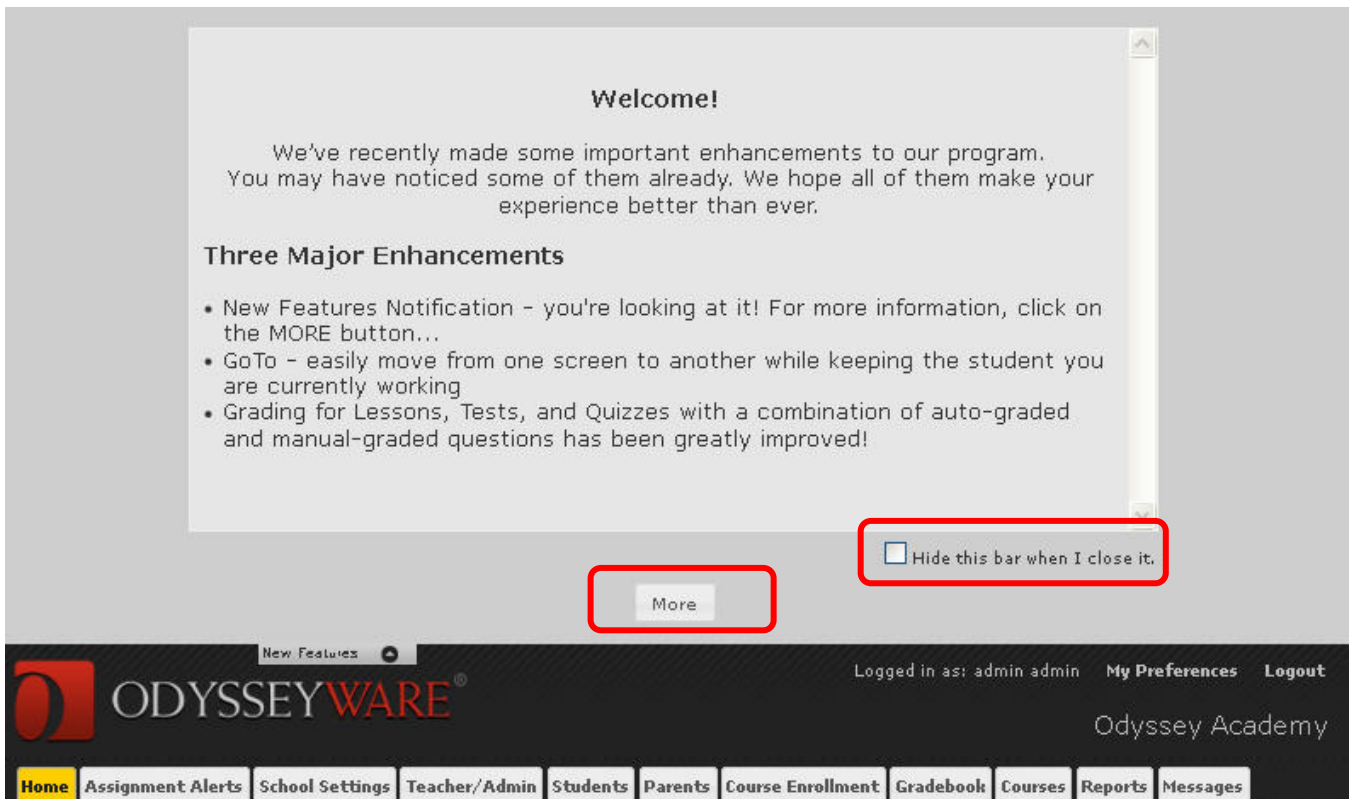 Welcome!
We've recently made some important enhancements to our program.
You may have noticed some of them already. We hope all of them make your
experience better than ever.
Three Major Enhancements
• New Features Notification – you're looking at it! For more information, click on
the MORE button...
• GoTo – easily move from one screen to another while keeping the student you
are currently working
• Grading for Lessons, Tests, and Quizzes with a combination of auto-graded
and manual-graded questions has been greatly improved!
Hide this bar when I close it.
More
New Features
Logged in as: admin admin My Preferences Logout
ODYSSEYWARE®
Odyssey Academy
Home Assignment Alerts School Settings Teacher/Admin Students Parents Course Enrollment Gradebook Courses Reports Messages